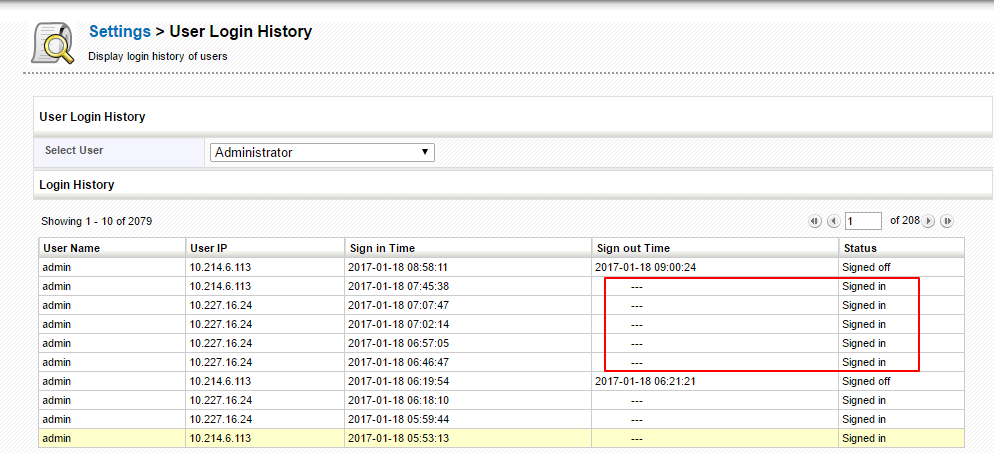 Settings > User Login History
Display login history of users
User Login History
Select User Administrator
Login History
Showing 1 - 10 of 2079 1 of 208
User Name User IP Sign in Time Sign out Time Status
admin 10.214.6.113 2017-01-18 08:58:11 2017-01-18 09:00:24 Signed off
admin 10.214.6.113 2017-01-18 07:45:38 --- Signed in
admin 10.227.16.24 2017-01-18 07:07:47 --- Signed in
admin 10.227.16.24 2017-01-18 07:02:14 --- Signed in
admin 10.227.16.24 2017-01-18 06:57:05 --- Signed in
admin 10.227.16.24 2017-01-18 06:46:47 --- Signed in
admin 10.214.6.113 2017-01-18 06:19:54 2017-01-18 06:21:21 Signed off
admin 10.227.16.24 2017-01-18 06:18:10 --- Signed in
admin 10.227.16.24 2017-01-18 05:59:44 --- Signed in
admin 10.214.6.113 2017-01-18 05:53:13 --- Signed in